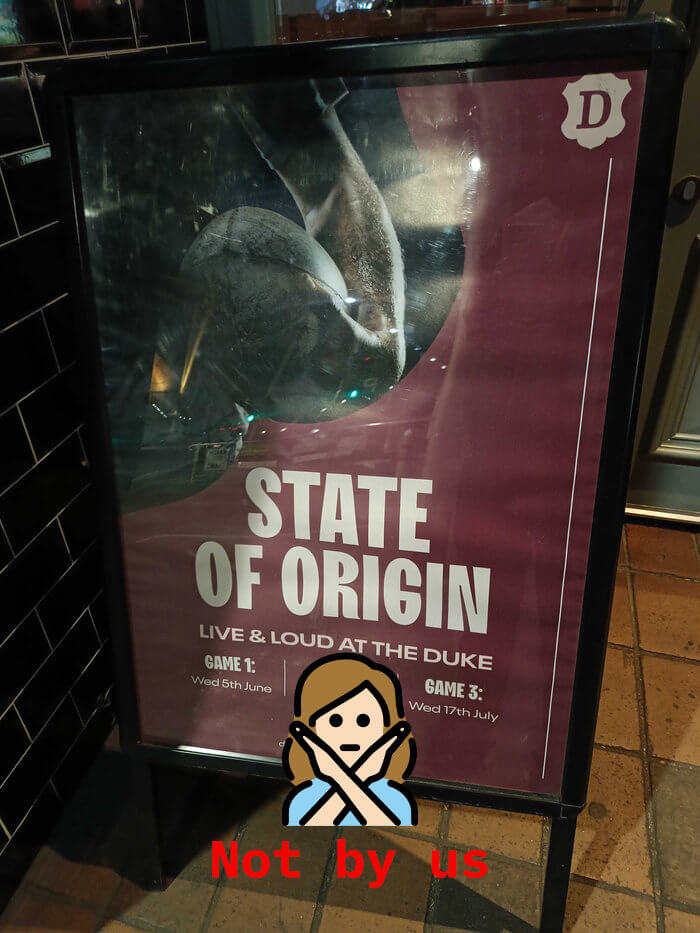 D
STATE
OF ORIGIN
LIVE & LOUD AT THE DUKE
GAME 1:
Wed 5th June
GAME 3:
Wed 17th July
Not by us